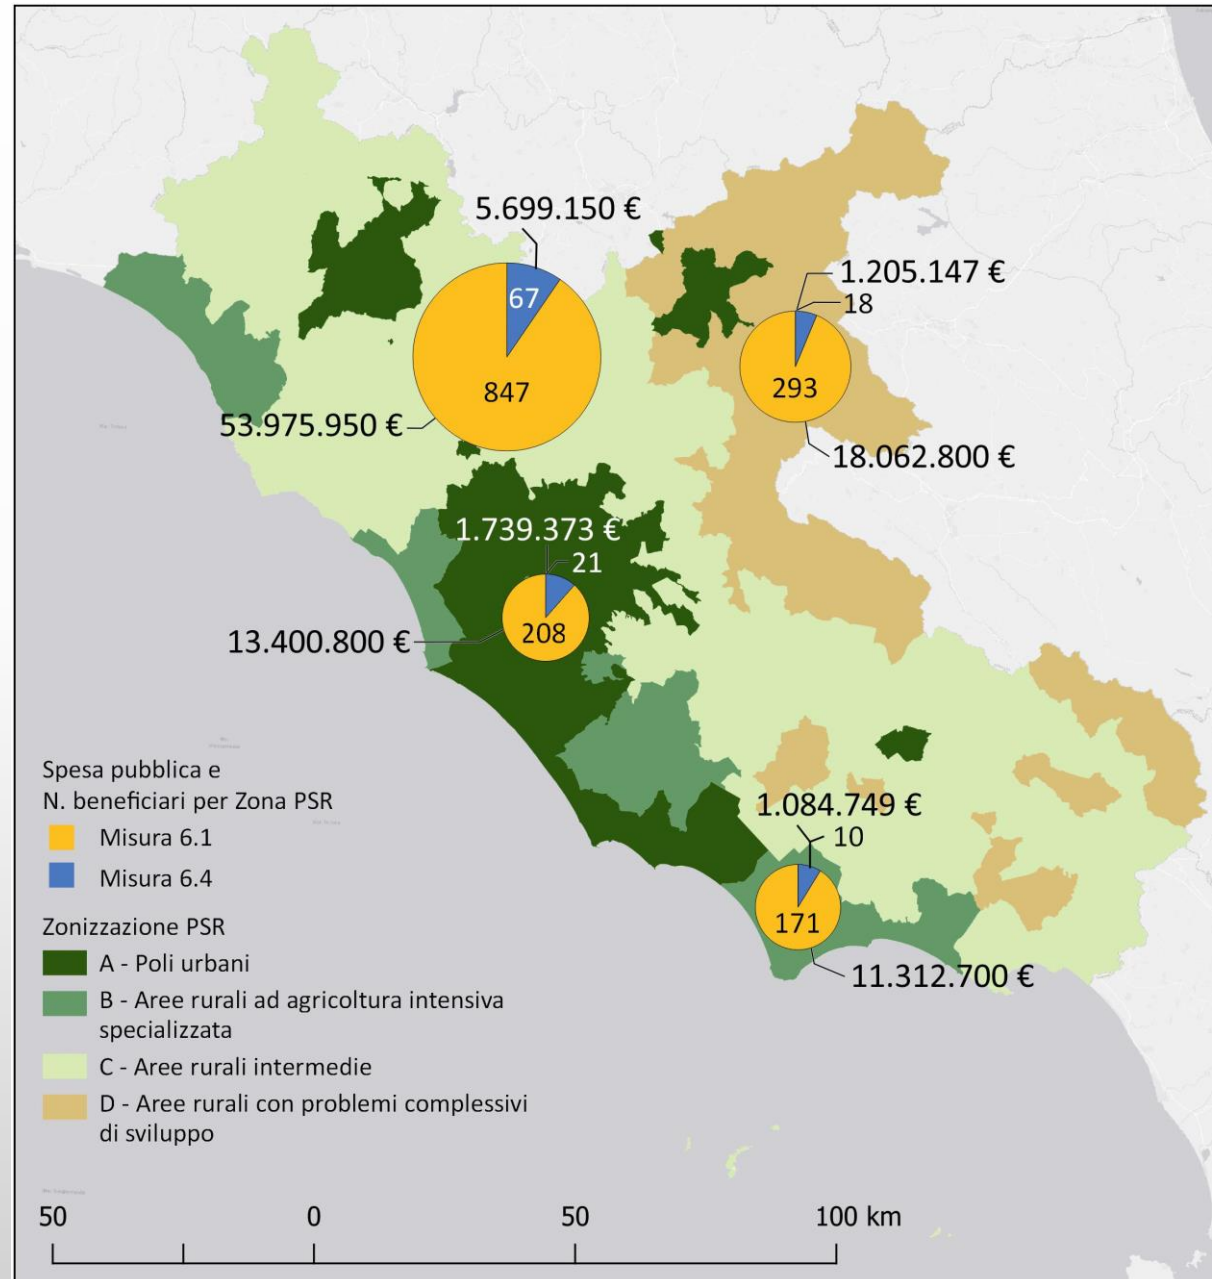 5.699.150 €
67
1.205.147 €
18
847
293
53.975.950 €
18.062.800 €
1.739.373 €
21
208
13.400.800 €
Spesa pubblica e
N. beneficiari per Zona PSR
Misura 6.1
Misura 6.4
1.084.749 €
10
171
11.312.700 €
Zonizzazione PSR
A - Poli urbani
B - Aree rurali ad agricoltura intensiva
specializzata
C - Aree rurali intermedie
D - Aree rurali con problemi complessivi
di sviluppo
50 0 50 100 km